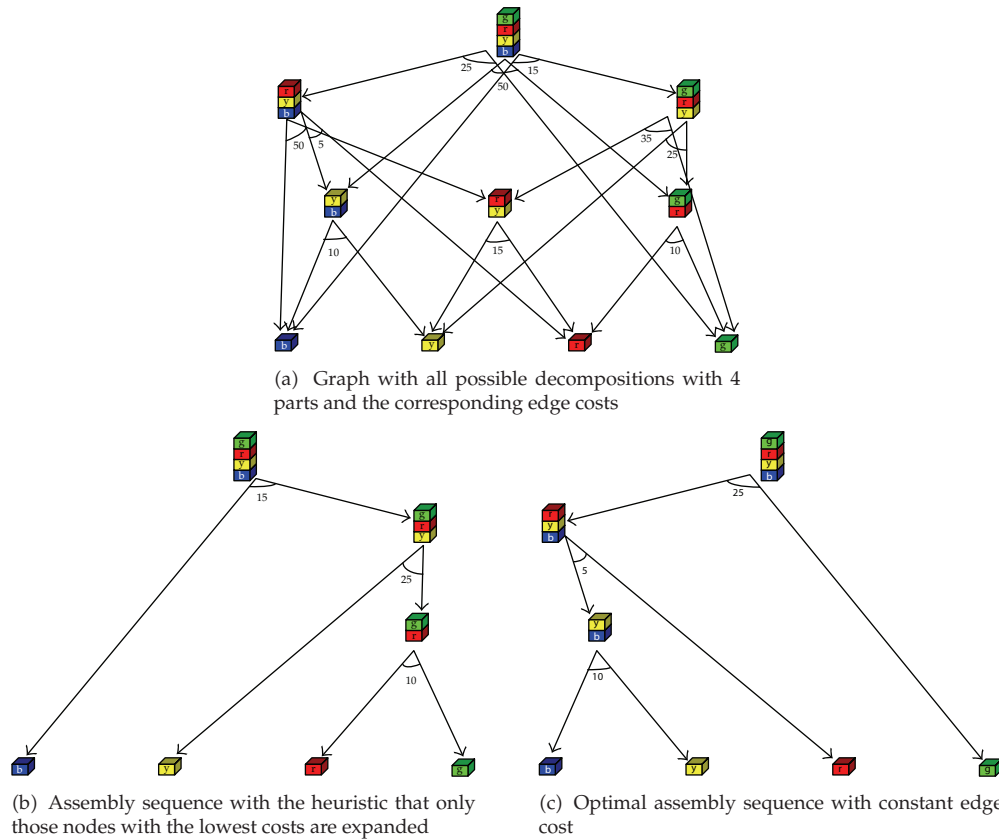 g
r
y
b
25
15
50
r
y
b
g
r
y
50
5
35
25
y
b
r
y
g
r
10
15
10
b
y
r
g
(a) Graph with all possible decompositions with 4
parts and the corresponding edge costs
g
r
y
b
15
g
r
y
25
g
r
10
b
y
r
g
(b) Assembly sequence with the heuristic that only
those nodes with the lowest costs are expanded
g
r
y
b
25
r
y
b
5
y
b
10
b
y
r
g
(c) Optimal assembly sequence with constant edge
cost